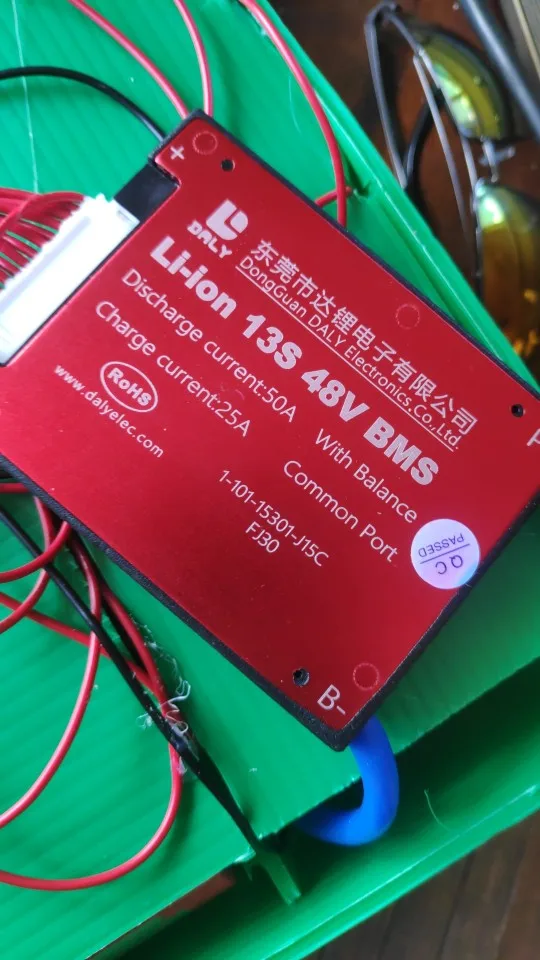 +
DALY
东莞市达锂电子有限公司
DongGuan DALY Electronics.Co.,Ltd.
Li-ion 13S 48V BMS
Discharge current:50A
With Balance
Charge current:25A
Common Port
RoHS
www.dalyelec.com
1-101-15301-J15C
FJ30
QC
PASSED
B-